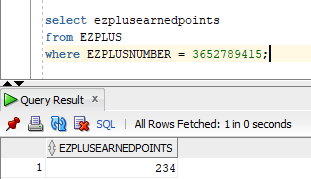 select ezplusearnedpoints
from EZPLUS
where EZPLUSNUMBER = 3652789415;
Query Result ×
SQL | All Rows Fetched: 1 in 0 seconds
EZPLUSEARNEDPOINTS
1 234